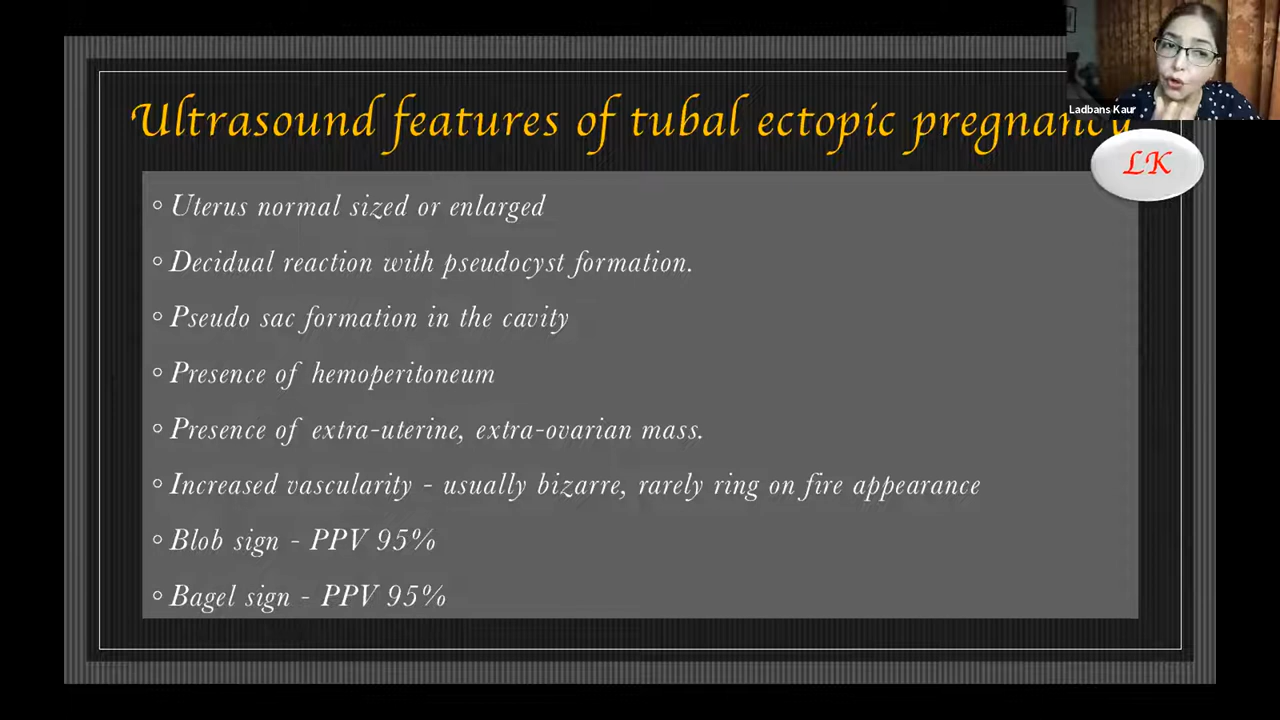 Ultrasound features of tubal ectopic pregnancy
Ladbans Kaur
LK
◦ Uterus normal sized or enlarged
◦ Decidual reaction with pseudocyst formation.
◦ Pseudo sac formation in the cavity
◦ Presence of hemoperitoneum
◦ Presence of extra-uterine, extra-ovarian mass.
◦ Increased vascularity - usually bizarre, rarely ring on fire appearance
◦ Blob sign - PPV 95%
◦ Bagel sign - PPV 95%